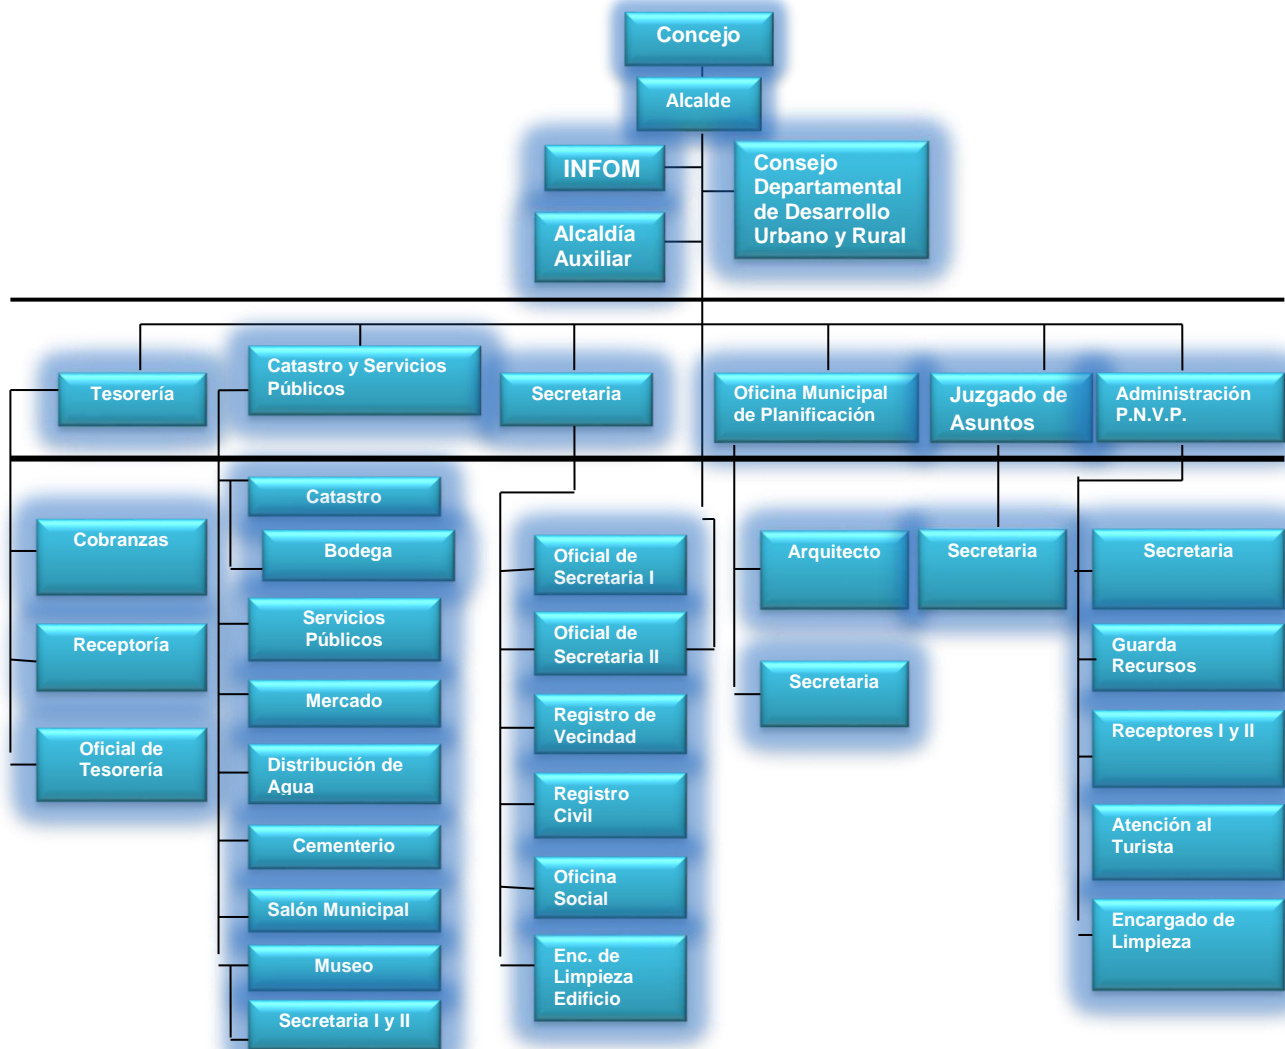 Concejo
Alcalde
INFOM
Consejo
Departamental
de Desarrollo
Urbano y Rural
Alcaldía
Auxiliar
Tesorería
Catastro y Servicios
Públicos
Secretaria
Oficina Municipal
de Planificación
Juzgado de
Asuntos
Administración
P.N.V.P.
Cobranzas
Receptoría
Oficial de
Tesorería
Catastro
Bodega
Servicios
Públicos
Mercado
Distribución de
Agua
Cementerio
Salón Municipal
Museo
Secretaria I y II
Oficial de
Secretaria I
Oficial de
Secretaria II
Registro de
Vecindad
Registro
Civil
Oficina
Social
Enc. de
Limpieza
Edificio
Arquitecto
Secretaria
Secretaria
Secretaria
Guarda
Recursos
Receptores I y II
Atención al
Turista
Encargado de
Limpieza